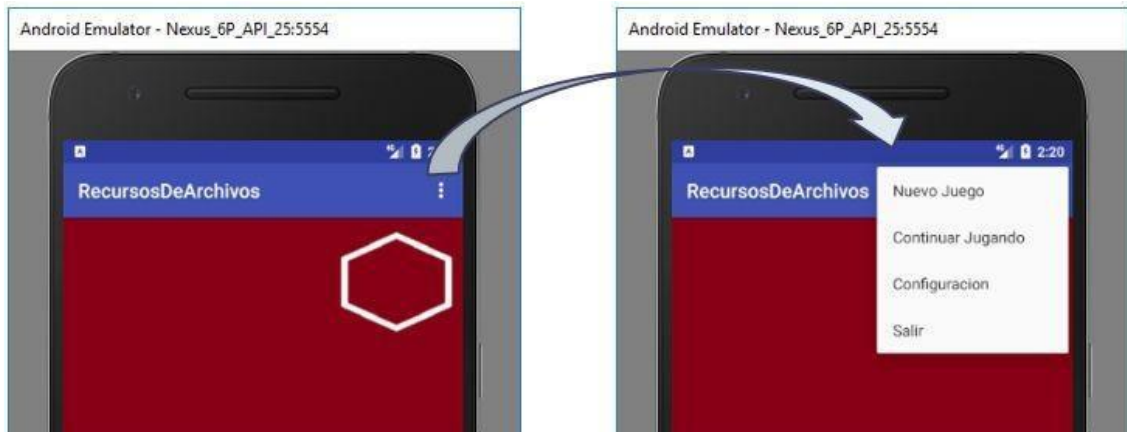 Android Emulator - Nexus_6P_API_25:5554
RecursosDeArchivos
Android Emulator - Nexus_6P_API_25:5554
2:20
RecursosDeArchivos
Nuevo Juego
Continuar Jugando
Configuracion
Salir